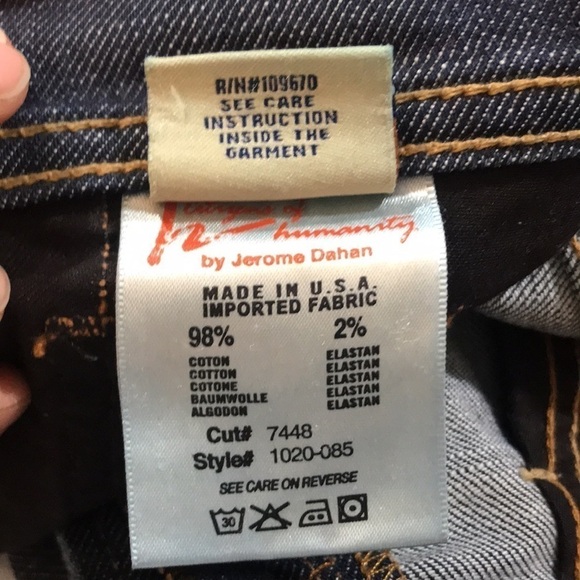 R/N#109670
SEE CARE
INSTRUCTION
INSIDE THE
GARMENT
of
humanity
by Jerome Dahan
MADE IN U.S.A.
IMPORTED FABRIC
98% 2%
COTON ELASTAN
COTTON ELASTAN
COTONE ELASTAN
BAUMWOLLE ELASTAN
ALGODON ELASTAN
Cut# 7448
Style# 1020-085
SEE CARE ON REVERSE
30